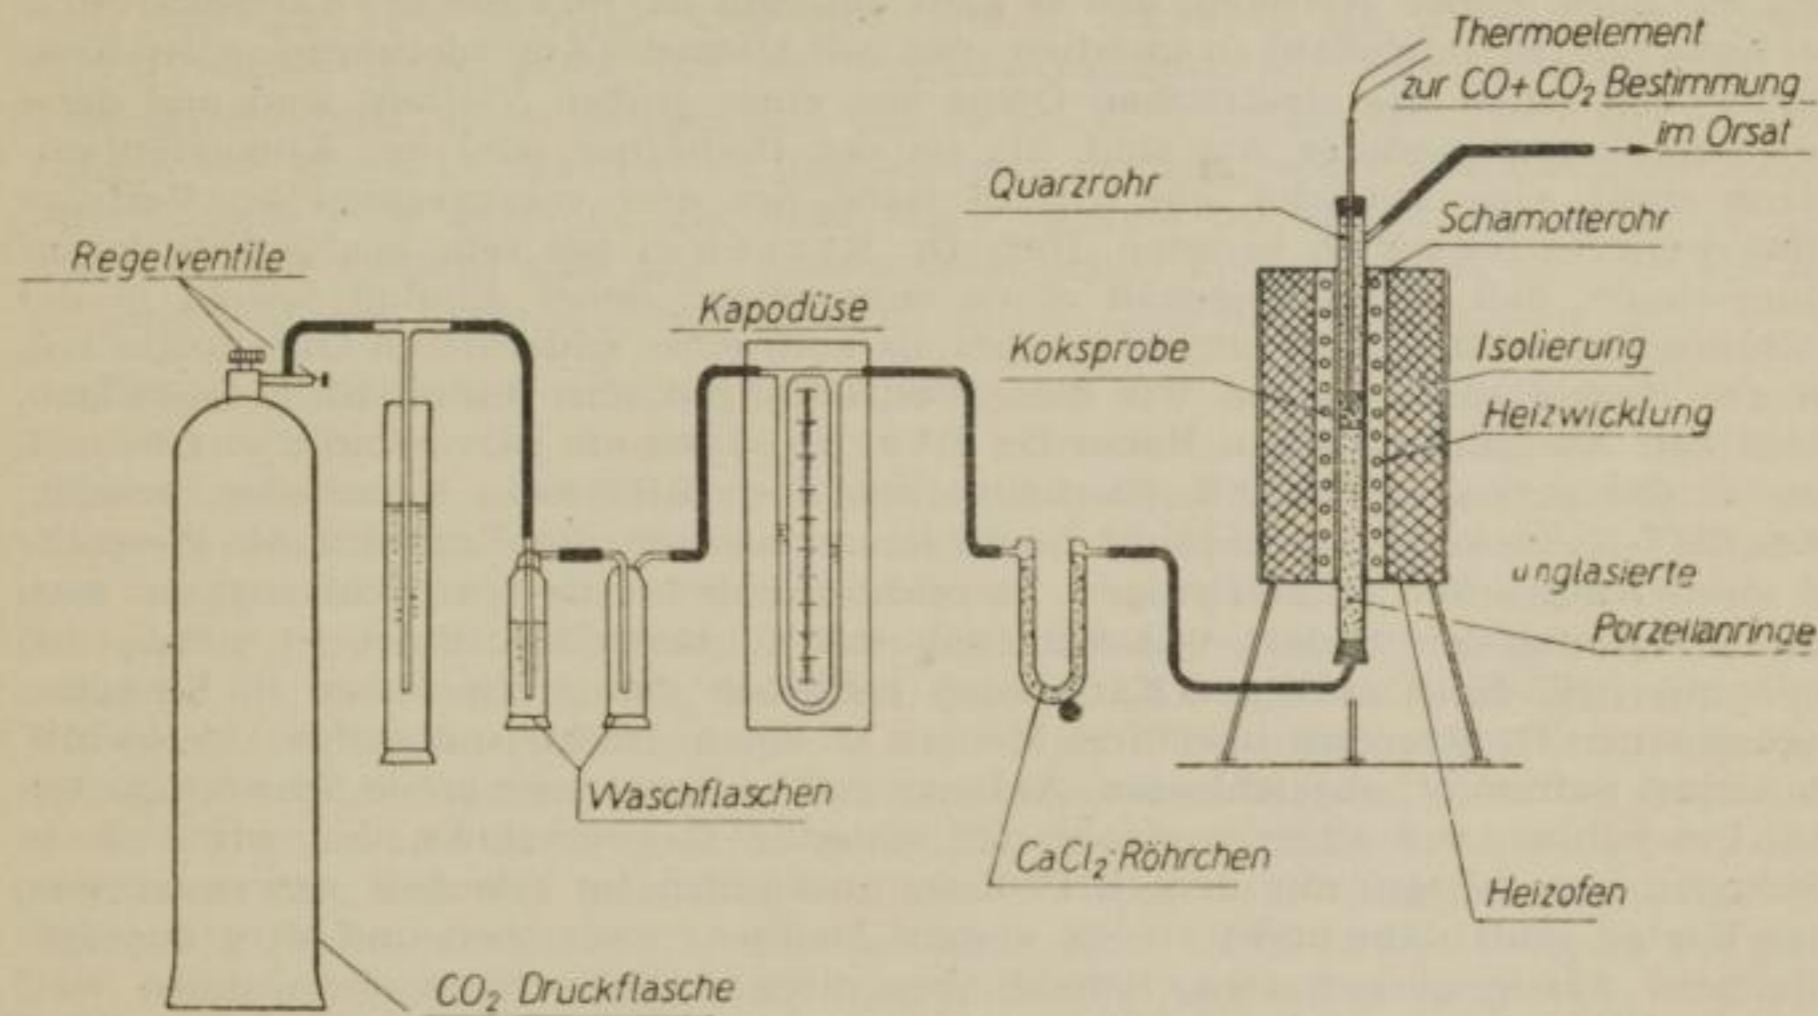 Thermoelement
zur CO+CO₂ Bestimmung
im Orsat
Quarzrohr
Schamotterohr
Regelventile
Kapodüse
Koksprobe
Isolierung
Heizwicklung
unglasierte
Porzellanringe
Waschflaschen
CaCl₂-Röhrchen
Heizofen
CO₂ Druckflasche